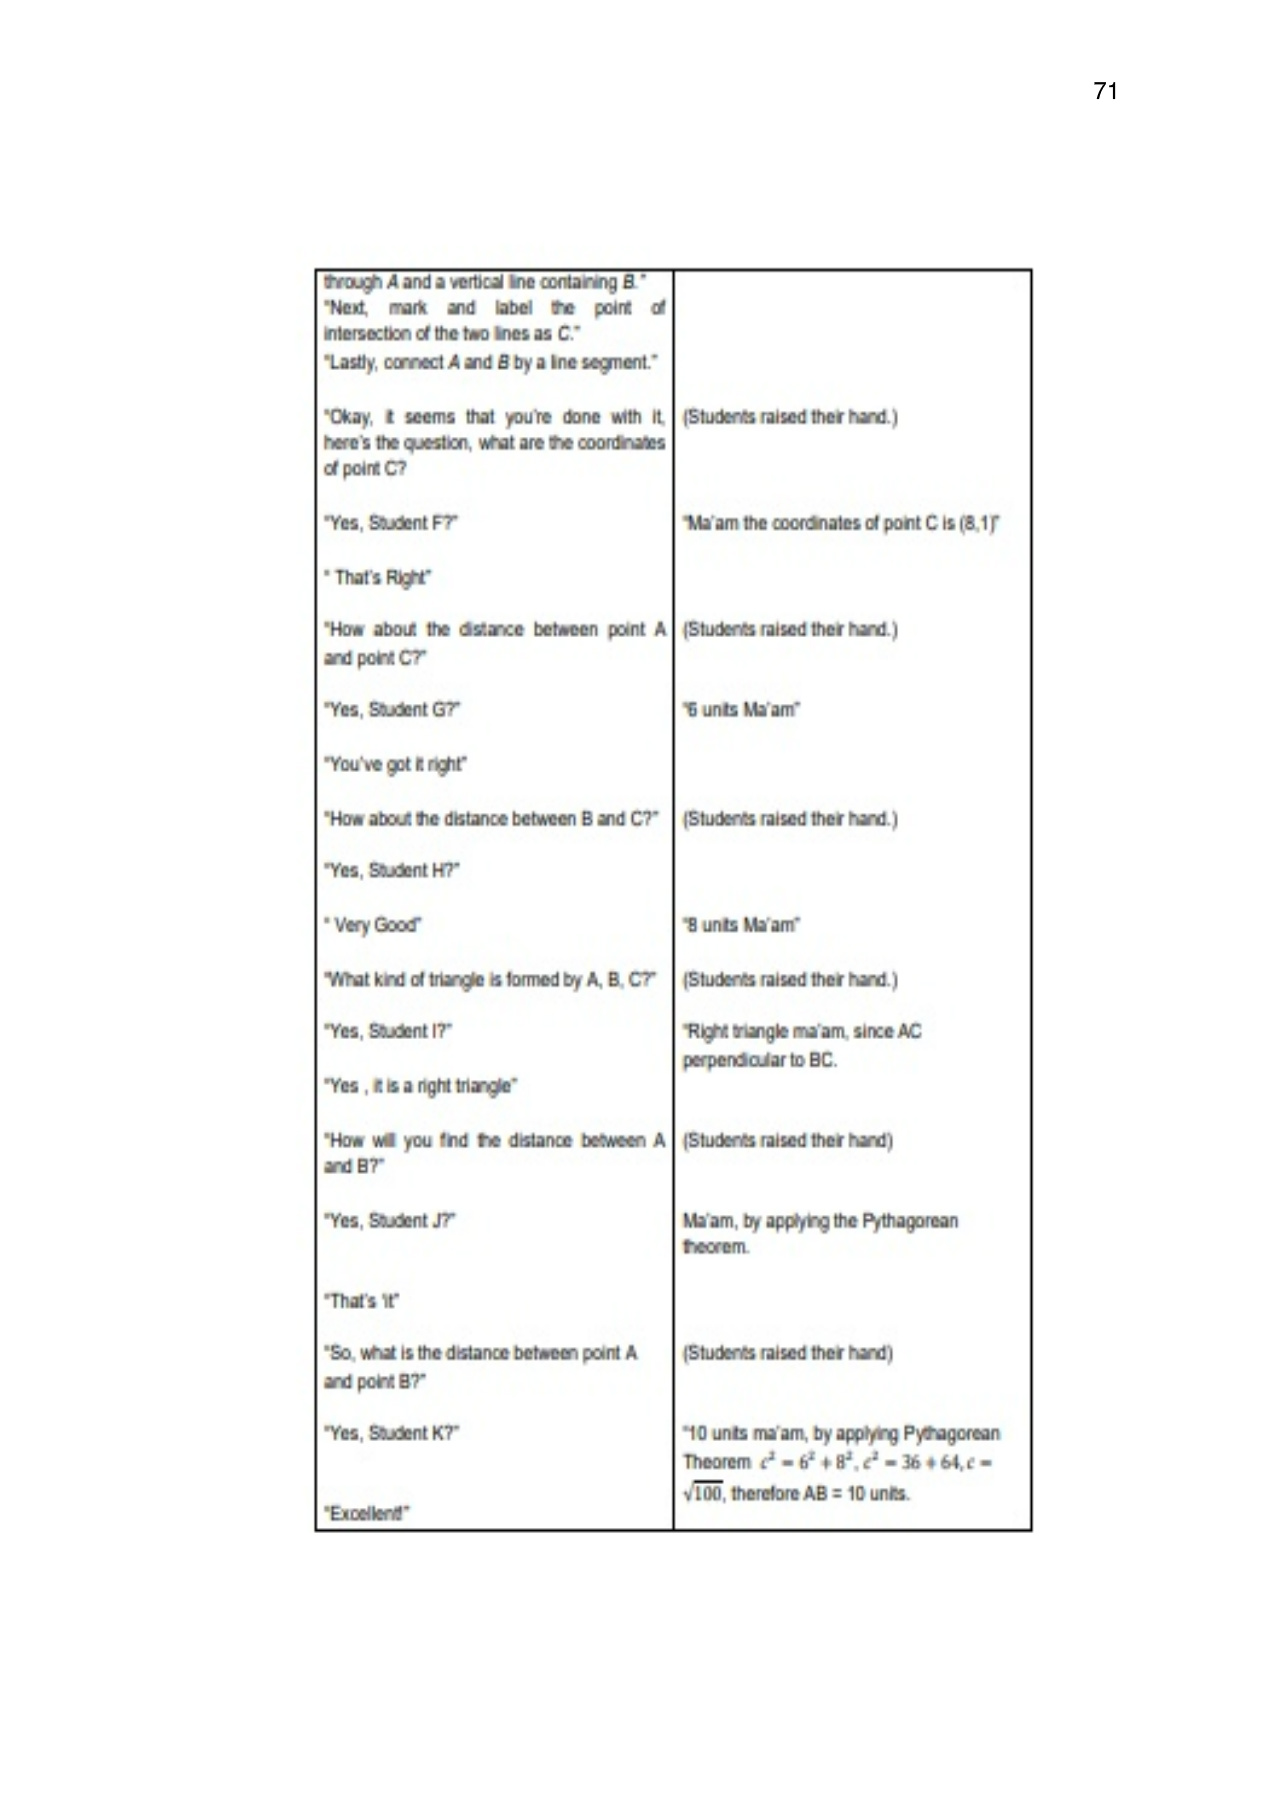 71
through A and a vertical line containing B."
"Next, mark and label the point of
intersection of the two lines as C."
"Lastly, connect A and B by a line segment."
"Okay, it seems that you're done with it,
here's the question, what are the coordinates
of point C?
(Students raised their hand.)
"Yes, Student F?"
"Ma'am the coordinates of point C is (8,1)"
" That's Right"
"How about the distance between point A
and point C?"
(Students raised their hand.)
"Yes, Student G?"
"6 units Ma'am"
"You've got it right"
"How about the distance between B and C?"
(Students raised their hand.)
"Yes, Student H?"
" Very Good"
"8 units Ma'am"
"What kind of triangle is formed by A, B, C?"
(Students raised their hand.)
"Yes, Student I?"
"Right triangle ma'am, since AC
perpendicular to BC.
"Yes , it is a right triangle"
"How will you find the distance between A
and B?"
(Students raised their hand)
"Yes, Student J?"
Ma'am, by applying the Pythagorean
theorem.
"That's 'it"
"So, what is the distance between point A
and point B?"
(Students raised their hand)
"Yes, Student K?"
"10 units ma'am, by applying Pythagorean
Theorem c² = 6² + 8², c² = 36 + 64, c =
√100, therefore AB = 10 units.
"Excellent!"